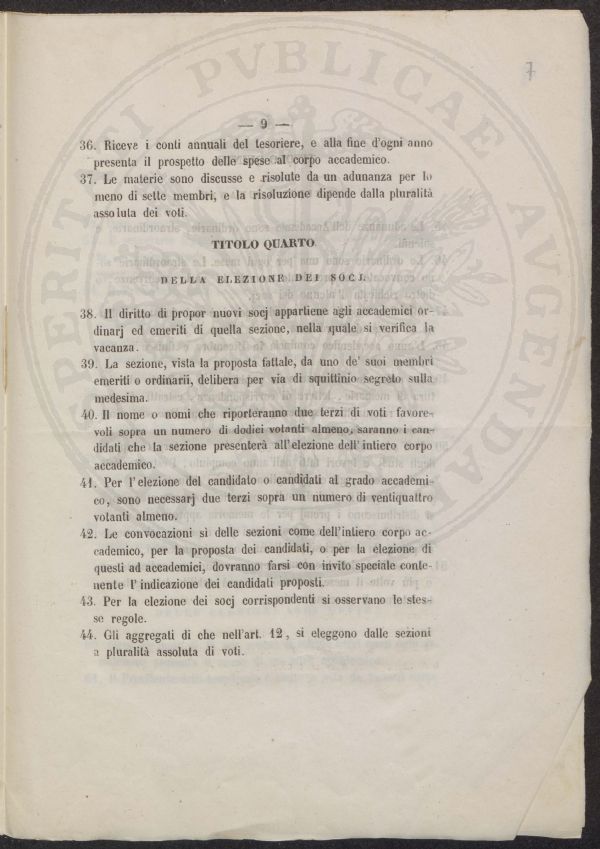 PROSPERITATI PVBLICAE AVGENDAE
7
— 9 —
36. Riceve i conti annuali del tesoriere, e alla fine d'ogni anno
presenta il prospetto delle spese al corpo accademico.
37. Le materie sono discusse e risolute da un adunanza per lo
meno di sette membri, e la risoluzione dipende dalla pluralità
assoluta dei voti.
TITOLO QUARTO
DELLA ELEZIONE DEI SOCJ.
38. Il diritto di propor nuovi socj appartiene agli accademici or-
dinarj ed emeriti di quella sezione, nella quale si verifica la
vacanza.
39. La sezione, vista la proposta fattale, da uno de' suoi membri
emeriti o ordinarii, delibera per via di squittinio segreto sulla
medesima.
40. Il nome o nomi che riporteranno due terzi di voti favore-
voli sopra un numero di dodici votanti almeno, saranno i can-
didati che la sezione presenterà all'elezione dell'intiero corpo
accademico.
41. Per l'elezione del candidato o candidati al grado accademi-
co, sono necessarj due terzi sopra un numero di ventiquattro
votanti almeno.
42. Le convocazioni sì delle sezioni come dell'intiero corpo ac-
cademico, per la proposta dei candidati, o per la elezione di
questi ad accademici, dovranno farsi con invito speciale conte-
nente l'indicazione dei candidati proposti.
43. Per la elezione dei socj corrispondenti si osservano le stes-
se regole.
44. Gli aggregati di che nell'art. 12, si eleggono dalle sezioni
a pluralità assoluta di voti.